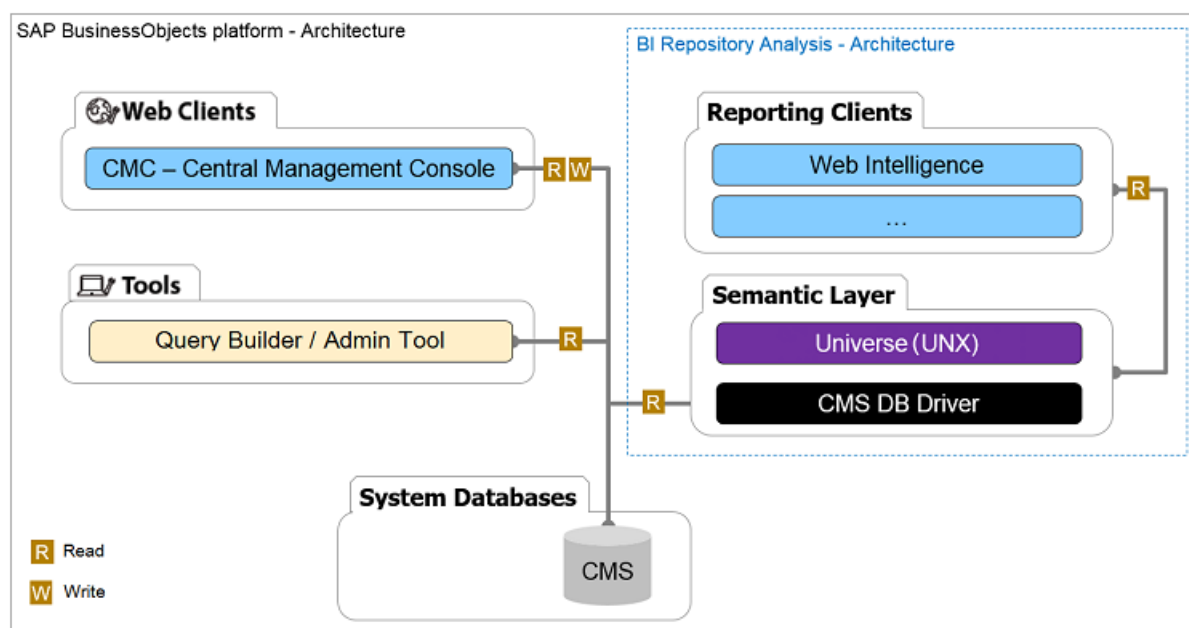 SAP BusinessObjects platform - Architecture
BI Repository Analysis - Architecture
Web Clients
CMC – Central Management Console
R W
Reporting Clients
Web Intelligence
...
R
Tools
Query Builder / Admin Tool
R
Semantic Layer
Universe (UNX)
CMS DB Driver
R
System Databases
CMS
R Read
W Write